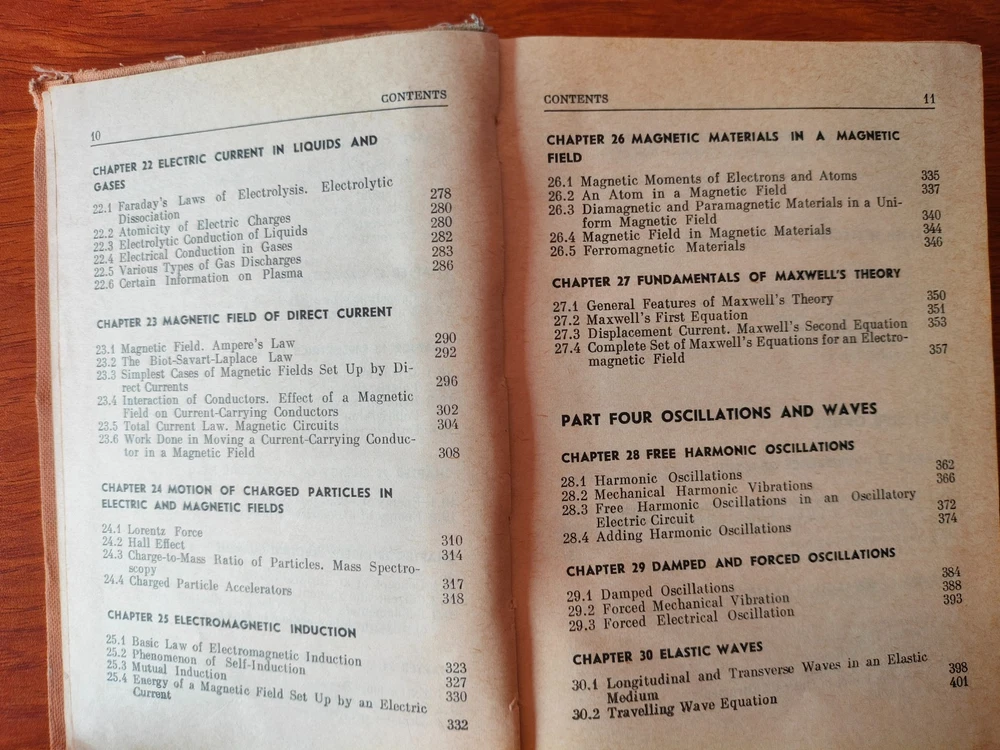 10
CONTENTS
CHAPTER 22 ELECTRIC CURRENT IN LIQUIDS AND
GASES
22.1 Faraday's Laws of Electrolysis. Electrolytic
Dissociation 278
22.2 Atomicity of Electric Charges 280
22.3 Electrolytic Conduction of Liquids 280
22.4 Electrical Conduction in Gases 282
22.5 Various Types of Gas Discharges 283
22.6 Certain Information on Plasma 286
CHAPTER 23 MAGNETIC FIELD OF DIRECT CURRENT
23.1 Magnetic Field. Ampere's Law 290
23.2 The Biot-Savart-Laplace Law 292
23.3 Simplest Cases of Magnetic Fields Set Up by Di-
rect Currents 296
23.4 Interaction of Conductors. Effect of a Magnetic
Field on Current-Carrying Conductors 302
23.5 Total Current Law. Magnetic Circuits 304
23.6 Work Done in Moving a Current-Carrying Conduc-
tor in a Magnetic Field 308
CHAPTER 24 MOTION OF CHARGED PARTICLES IN
ELECTRIC AND MAGNETIC FIELDS
24.1 Lorentz Force 310
24.2 Hall Effect 314
24.3 Charge-to-Mass Ratio of Particles. Mass Spectro-
scopy 317
24.4 Charged Particle Accelerators 318
CHAPTER 25 ELECTROMAGNETIC INDUCTION
25.1 Basic Law of Electromagnetic Induction 323
25.2 Phenomenon of Self-Induction 327
25.3 Mutual Induction 330
25.4 Energy of a Magnetic Field Set Up by an Electric
Current 332
CONTENTS
11
CHAPTER 26 MAGNETIC MATERIALS IN A MAGNETIC
FIELD
26.1 Magnetic Moments of Electrons and Atoms 335
26.2 An Atom in a Magnetic Field 337
26.3 Diamagnetic and Paramagnetic Materials in a Uni-
form Magnetic Field 340
26.4 Magnetic Field in Magnetic Materials 344
26.5 Ferromagnetic Materials 346
CHAPTER 27 FUNDAMENTALS OF MAXWELL'S THEORY
27.1 General Features of Maxwell's Theory 350
27.2 Maxwell's First Equation 351
27.3 Displacement Current. Maxwell's Second Equation 353
27.4 Complete Set of Maxwell's Equations for an Electro-
magnetic Field 357
PART FOUR OSCILLATIONS AND WAVES
CHAPTER 28 FREE HARMONIC OSCILLATIONS
28.1 Harmonic Oscillations 362
28.2 Mechanical Harmonic Vibrations 366
28.3 Free Harmonic Oscillations in an Oscillatory
Electric Circuit 372
28.4 Adding Harmonic Oscillations 374
CHAPTER 29 DAMPED AND FORCED OSCILLATIONS
29.1 Damped Oscillations 384
29.2 Forced Mechanical Vibration 388
29.3 Forced Electrical Oscillation 393
CHAPTER 30 ELASTIC WAVES
30.1 Longitudinal and Transverse Waves in an Elastic
Medium 398
30.2 Travelling Wave Equation 401